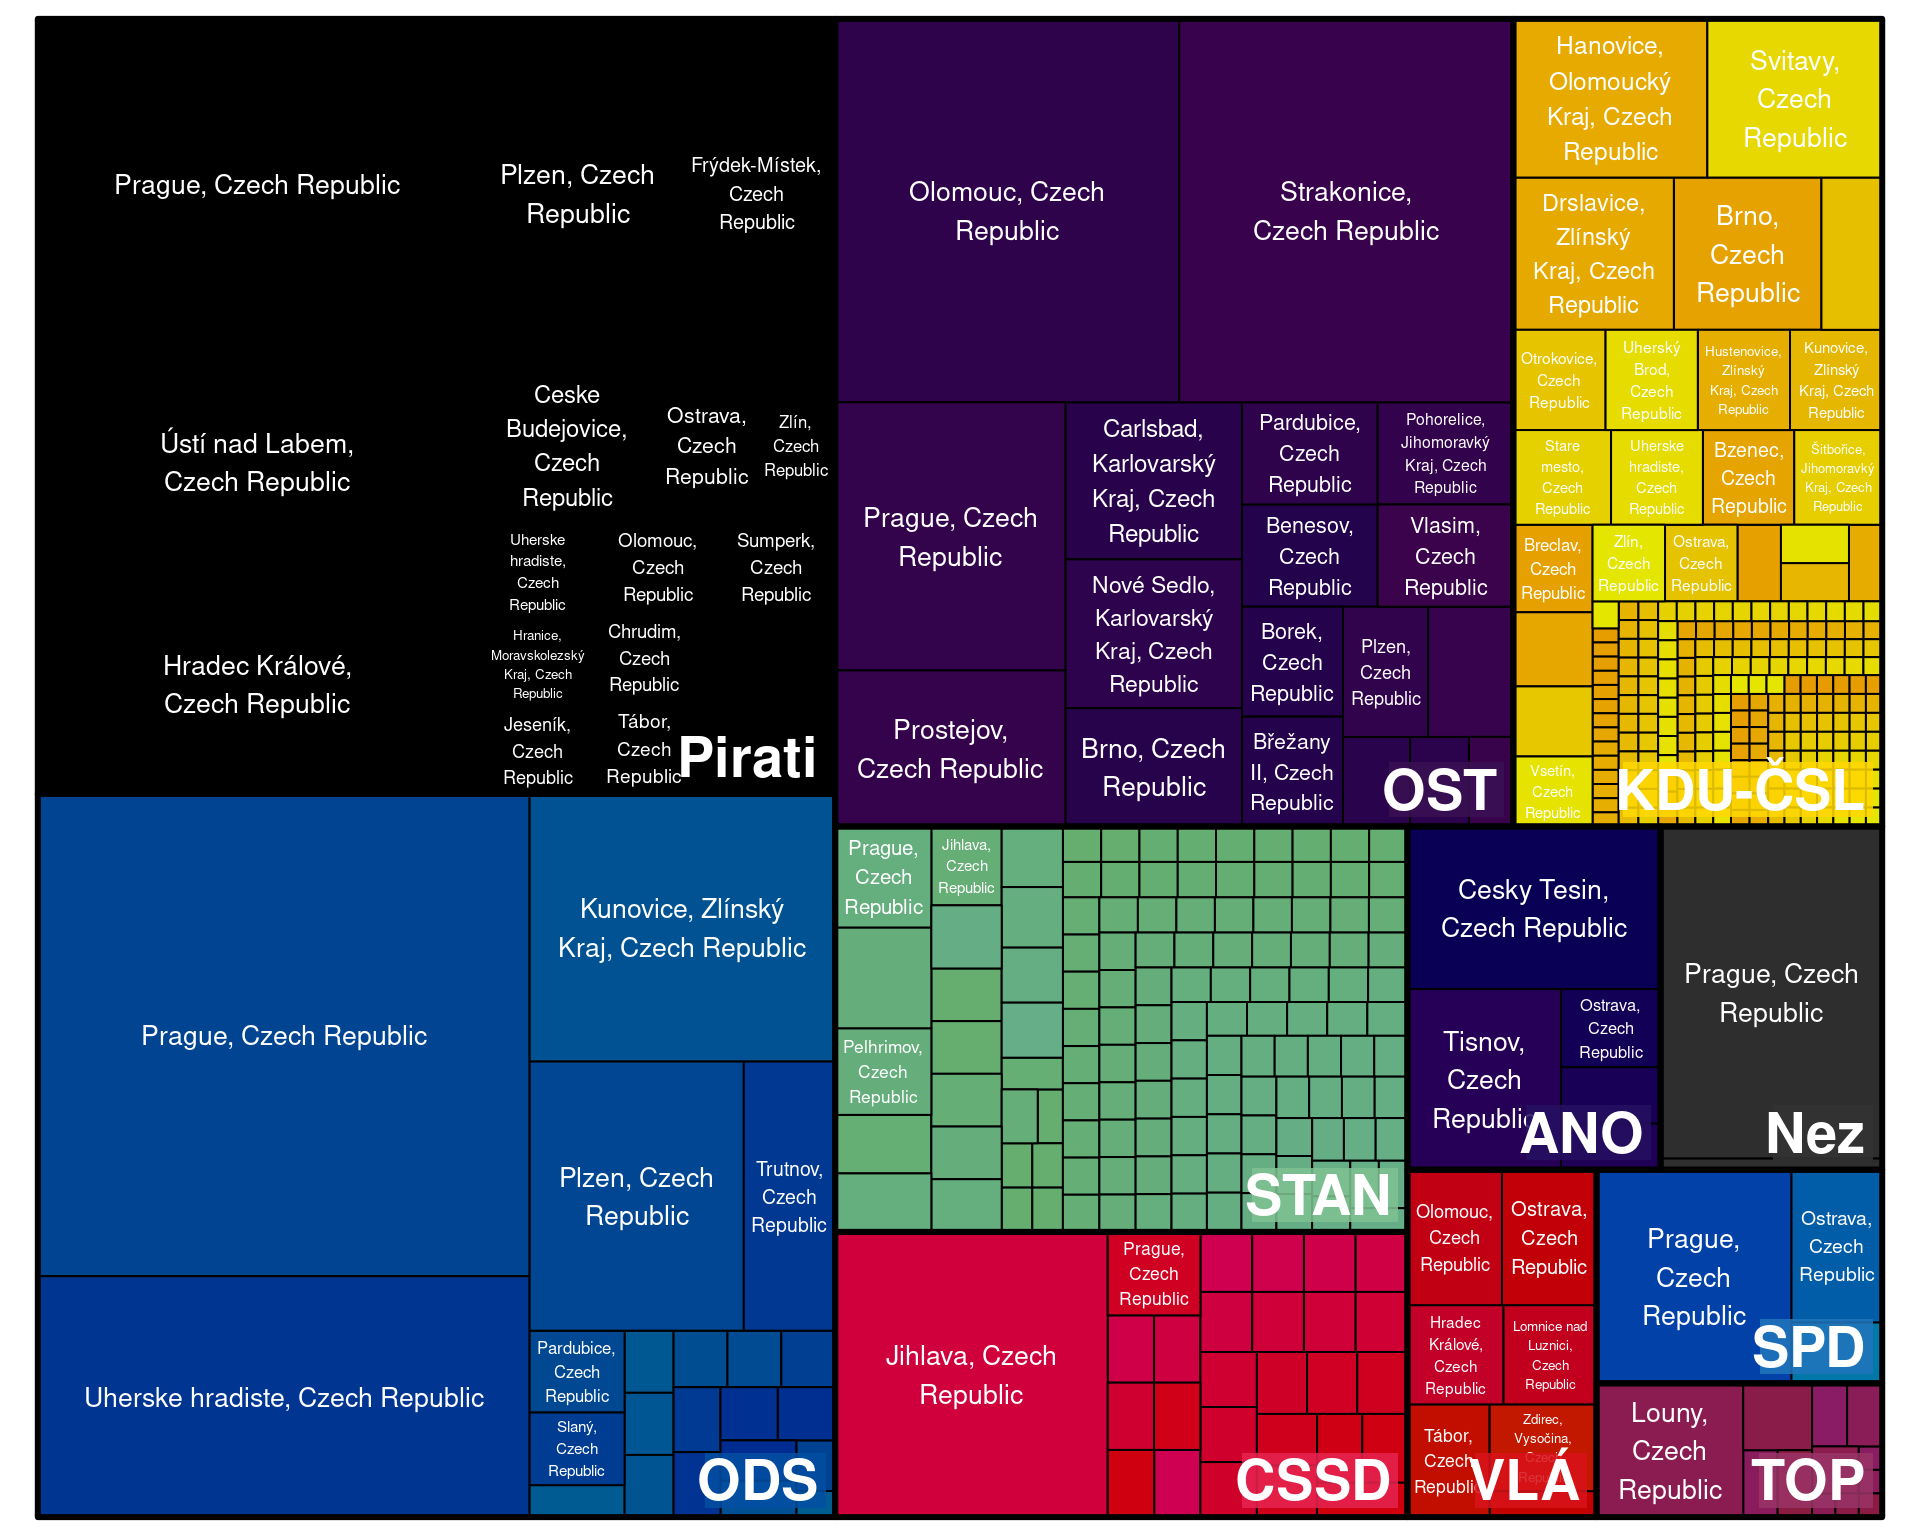 Prague, Czech Republic
Plzen, Czech
Republic
Frýdek-Místek,
Czech
Republic
Ústí nad Labem,
Czech Republic
Ceske
Budejovice,
Czech
Republic
Ostrava,
Czech
Republic
Zlín,
Czech
Republic
Hradec Králové,
Czech Republic
Uherske
hradiste,
Czech
Republic
Olomouc,
Czech
Republic
Sumperk,
Czech
Republic
Hranice,
Moravskolezský
Kraj, Czech
Republic
Chrudim,
Czech
Republic
Jeseník,
Czech
Republic
Tábor,
Czech
Republic
Pirati
Olomouc, Czech
Republic
Strakonice,
Czech Republic
Prague, Czech
Republic
Prostejov,
Czech Republic
Carlsbad,
Karlovarský
Kraj, Czech
Republic
Nové Sedlo,
Karlovarský
Kraj, Czech
Republic
Brno, Czech
Republic
Pardubice,
Czech
Republic
Pohorelice,
Jihomoravký
Kraj, Czech
Republic
Benesov,
Czech
Republic
Vlasim,
Czech
Republic
Borek,
Czech
Republic
Plzen,
Czech
Republic
Břežany
II, Czech
Republic
OST
Hanovice,
Olomoucký
Kraj, Czech
Republic
Svitavy,
Czech
Republic
Drslavice,
Zlínský
Kraj, Czech
Republic
Brno,
Czech
Republic
Otrokovice,
Czech
Republic
Uherský
Brod,
Czech
Republic
Hustenovice,
Zlínský
Kraj, Czech
Republic
Kunovice,
Zlínský
Kraj, Czech
Republic
Stare
mesto,
Czech
Republic
Uherske
hradiste,
Czech
Republic
Bzenec,
Czech
Republic
Šitbořice,
Jihomoravký
Kraj, Czech
Republic
Breclav,
Czech
Republic
Zlín,
Czech
Republic
Ostrava,
Czech
Republic
Vsetín,
Czech
Republic
KDU-ČSL
Prague, Czech Republic
Kunovice, Zlínský
Kraj, Czech Republic
Plzen, Czech
Republic
Trutnov,
Czech
Republic
Uherske hradiste, Czech Republic
Pardubice,
Czech
Republic
Slaný,
Czech
Republic
ODS
Prague,
Czech
Republic
Jihlava,
Czech
Republic
Pelhrimov,
Czech
Republic
STAN
Jihlava, Czech
Republic
Prague,
Czech
Republic
CSSD
Cesky Tesin,
Czech Republic
Tisnov,
Czech
Republic
Ostrava,
Czech
Republic
ANO
Prague, Czech
Republic
Nez
Olomouc,
Czech
Republic
Ostrava,
Czech
Republic
Hradec
Králové,
Czech
Republic
Lomnice nad
Luznici,
Czech
Republic
Tábor,
Czech
Republic
Zdirec,
Vysočina,
Czech
Republic
VLÁ
Prague,
Czech
Republic
Ostrava,
Czech
Republic
SPD
Louny,
Czech
Republic
TOP